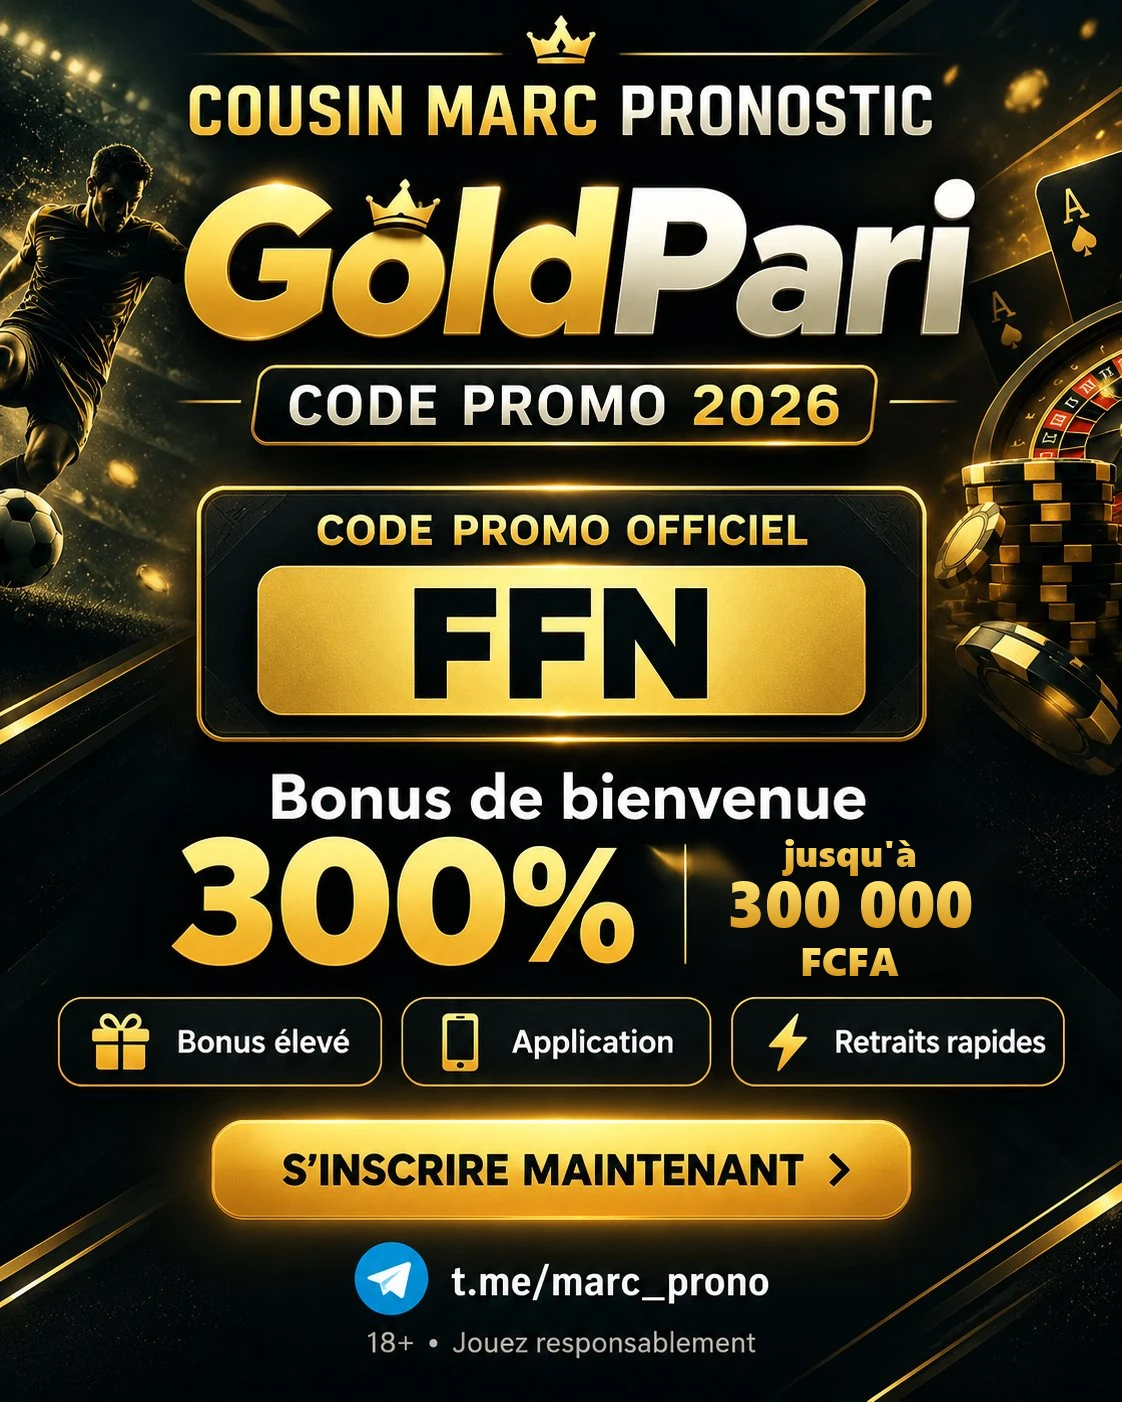 COUSIN MARC PRONOSTIC
GoldPari
CODE PROMO 2026
CODE PROMO OFFICIEL
FFN
Bonus de bienvenue
300%
jusqu'à
300 000
FCFA
Bonus élevé
Application
Retraits rapides
S’INSCRIRE MAINTENANT
t.me/marc_prono
18+ • Jouez responsablement
A
A